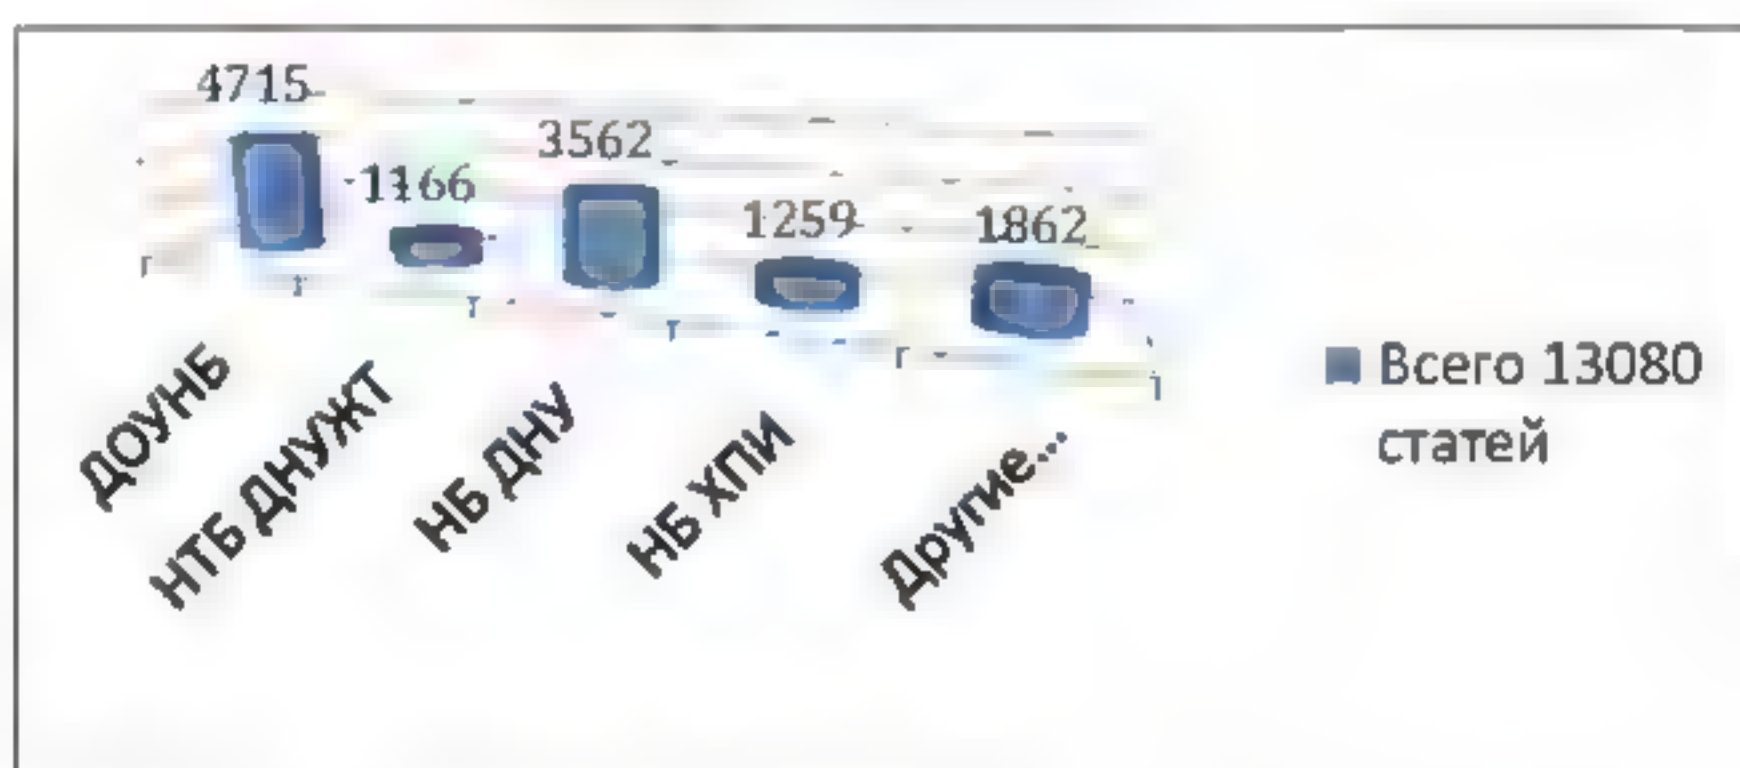 4715
1166
3562
1259
1862
ДОУНБ
НТБ ДНУЖТ
НБ ДНУ
НБ ХПИ
Другие...
Всего 13080
статей